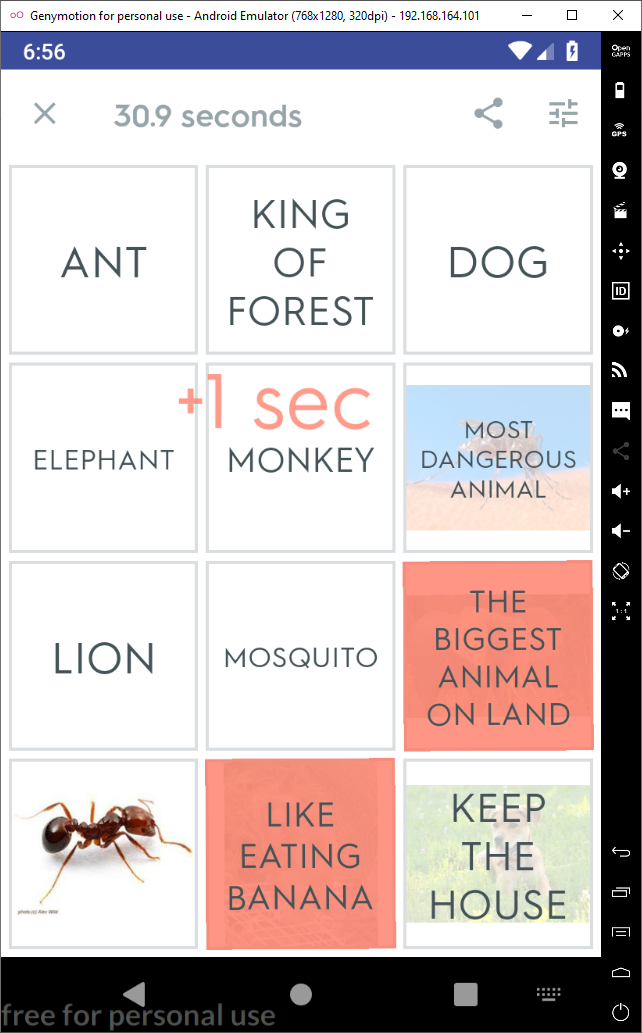 Genymotion for personal use - Android Emulator (768x1280, 320dpi) - 192.168.164.101
6:56
Open
GAPPS
30.9 seconds
GPS
ANT
KING
OF
FOREST
DOG
ID
+1 sec
ELEPHANT
MONKEY
MOST
DANGEROUS
ANIMAL
LION
MOSQUITO
THE
BIGGEST
ANIMAL
ON LAND
1:1
photo (c) Alex Wild
LIKE
EATING
BANANA
KEEP
THE
HOUSE
free for personal use